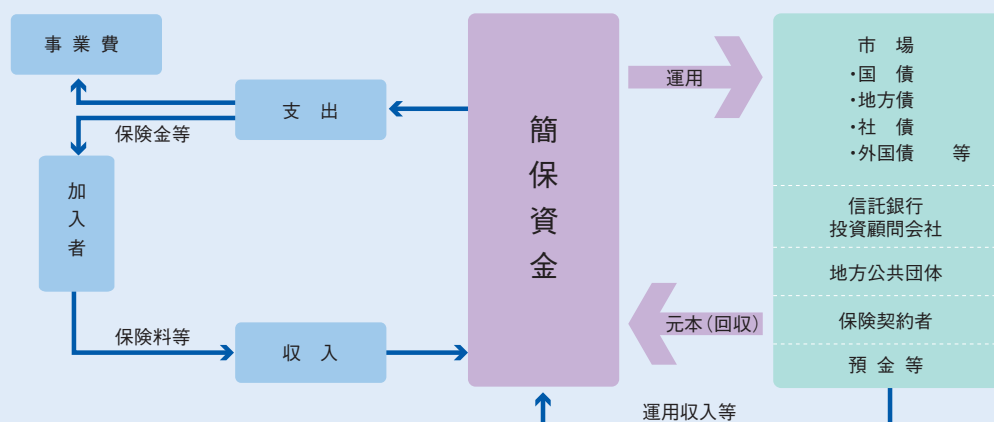 事業費
支出
保険金等
加入者
保険料等
収入
簡保資金
運用
元本(回収)
運用収入等
市場
・国債
・地方債
・社債
・外国債 等
信託銀行
投資顧問会社
地方公共団体
保険契約者
預金等